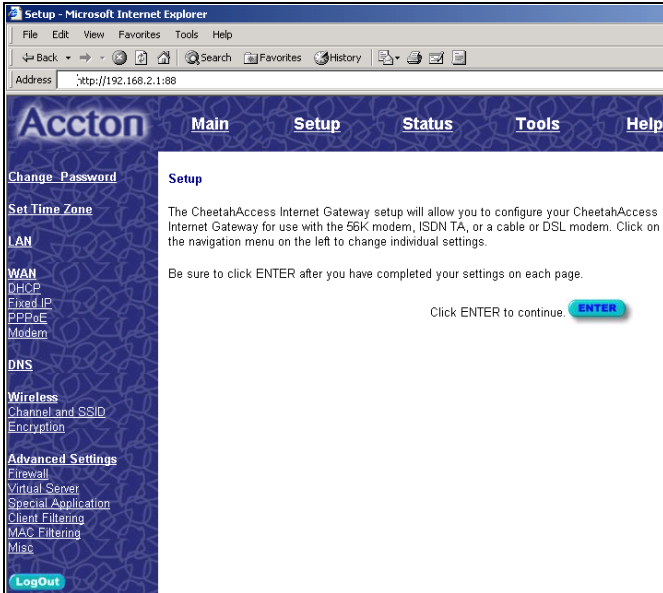 Setup - Microsoft Internet Explorer
File Edit View Favorites Tools Help
Back Search Favorites History
Address http://192.168.2.1:88
Accton Main Setup Status Tools Help
Change Password
Set Time Zone
LAN
WAN
DHCP
Fixed IP
PPPoE
Modem
DNS
Wireless
Channel and SSID
Encryption
Advanced Settings
Firewall
Virtual Server
Special Application
Client Filtering
MAC Filtering
Misc
LogOut
Setup
The CheetahAccess Internet Gateway setup will allow you to configure your CheetahAccess
Internet Gateway for use with the 56K modem, ISDN TA, or a cable or DSL modem. Click on
the navigation menu on the left to change individual settings.
Be sure to click ENTER after you have completed your settings on each page.
Click ENTER to continue. ENTER